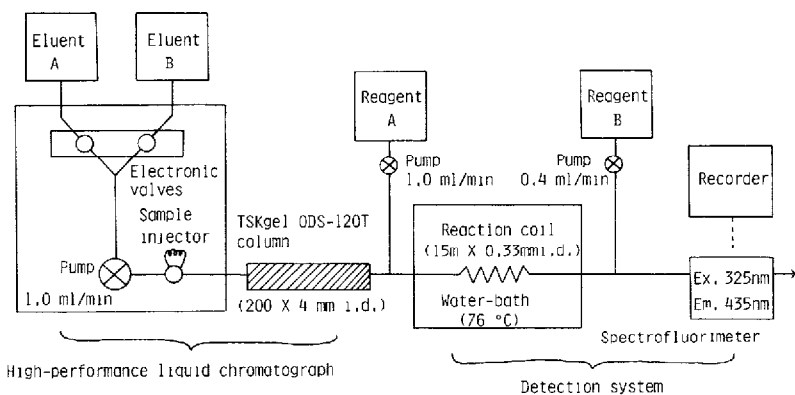 Eluent
A
Eluent
B
Electronic
valves
Sample
injector
Pump
1.0 ml/min
TSKgel ODS-120T
column
(200 X 4 mm i.d.)
High-performance liquid chromatograph
Reagent
A
Pump
1.0 ml/min
Reaction coil
(15m X 0.33mmi.d.)
Water-bath
(76 °C)
Reagent
B
Pump
0.4 ml/min
Recorder
Ex. 325nm
Em. 435nm
Spectrofluorimeter
Detection system